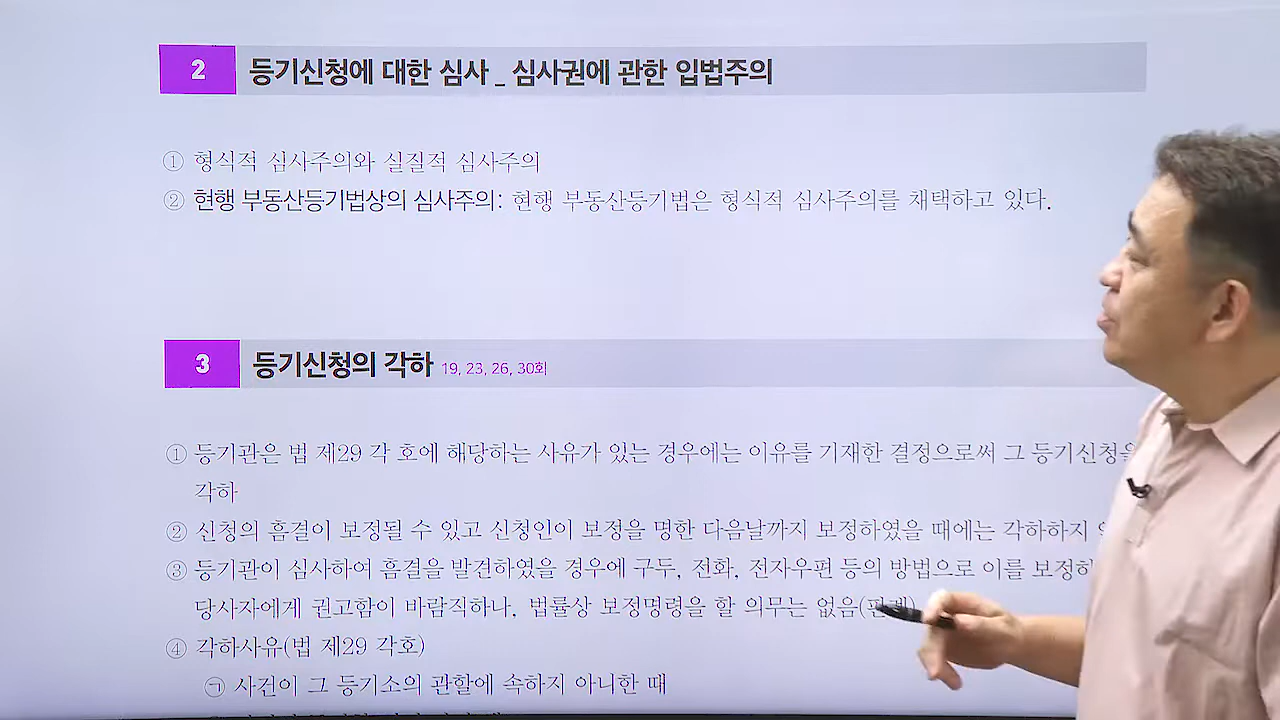 2 등기신청에 대한 심사 _ 심사권에 관한 입법주의
① 형식적 심사주의와 실질적 심사주의
② 현행 부동산등기법상의 심사주의: 현행 부동산등기법은 형식적 심사주의를 채택하고 있다.
3 등기신청의 각하 19, 23, 26, 30회
① 등기관은 법 제29 각 호에 해당하는 사유가 있는 경우에는 이유를 기재한 결정으로써 그 등기신청을
각하
② 신청의 흠결이 보정될 수 있고 신청인이 보정을 명한 다음날까지 보정하였을 때에는 각하하지
③ 등기관이 심사하여 흠결을 발견하였을 경우에 구두, 전화, 전자우편 등의 방법으로 이를 보정하
당사자에게 권고함이 바람직하나, 법률상 보정명령을 할 의무는 없음(판례)
④ 각하사유(법 제29 각호)
㉠ 사건이 그 등기소의 관할에 속하지 아니한 때